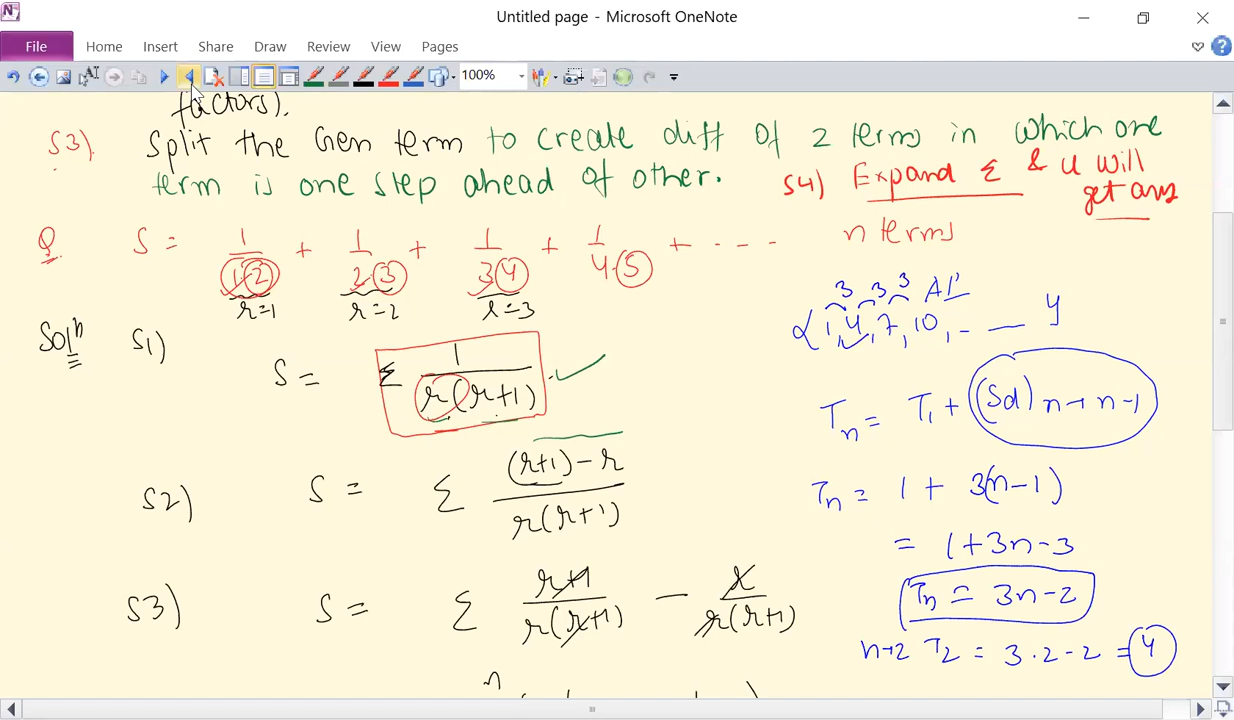 Untitled page - Microsoft OneNote
File Home Insert Share Draw Review View Pages
100%
factors).
S3). Split the Gen term to create diff of 2 terms in which one
term is one step ahead of other. S4) Expand Σ & U will
get ans
Q. S = 1/(1·2) + 1/(2·3) + 1/(3·4) + 1/(4·5) + - - - n terms
r=1 r=2 r=3
Solⁿ S1)
S = Σ 1/(r(r+1))
S2) S = Σ ((r+1) - r)/(r(r+1))
S3) S = Σ (r+1)/(r(r+1)) - r/(r(r+1))
n
3 3 3 AP
1, 4, 7, 10, - —
Tn = T1 + (Sd) n→n-1
Tn = 1 + 3(n-1)
= 1+3n-3
Tn = 3n-2
n→2 T2 = 3·2-2 = 4